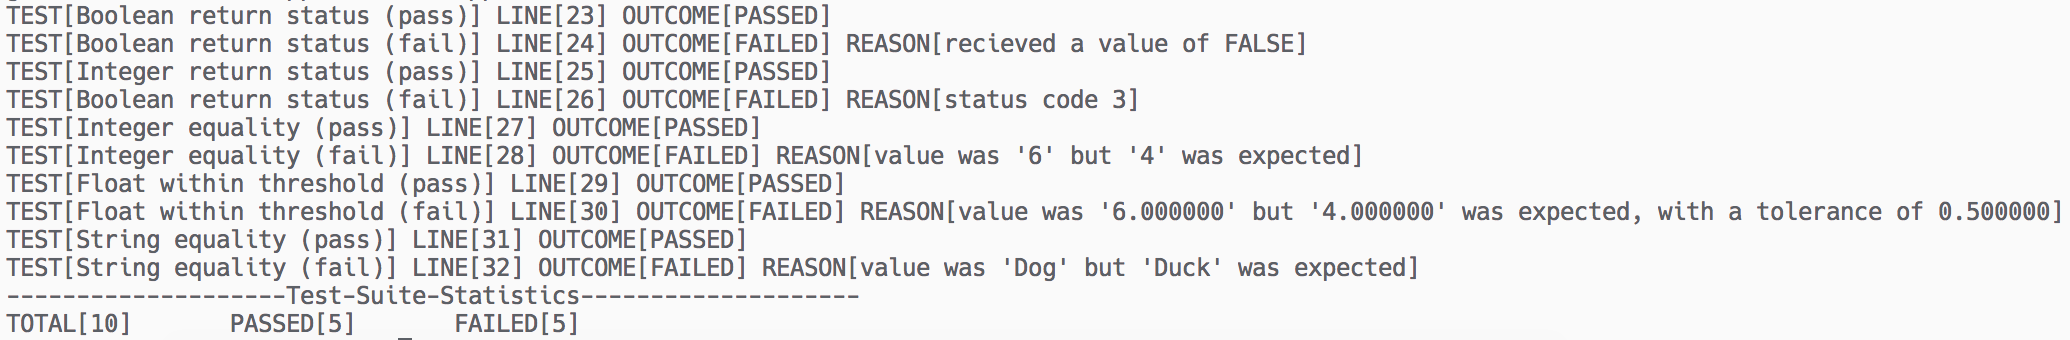 TEST[Boolean return status (pass)] LINE[23] OUTCOME[PASSED]
TEST[Boolean return status (fail)] LINE[24] OUTCOME[FAILED] REASON[recieved a value of FALSE]
TEST[Integer return status (pass)] LINE[25] OUTCOME[PASSED]
TEST[Boolean return status (fail)] LINE[26] OUTCOME[FAILED] REASON[status code 3]
TEST[Integer equality (pass)] LINE[27] OUTCOME[PASSED]
TEST[Integer equality (fail)] LINE[28] OUTCOME[FAILED] REASON[value was '6' but '4' was expected]
TEST[Float within threshold (pass)] LINE[29] OUTCOME[PASSED]
TEST[Float within threshold (fail)] LINE[30] OUTCOME[FAILED] REASON[value was '6.000000' but '4.000000' was expected, with a tolerance of 0.500000]
TEST[String equality (pass)] LINE[31] OUTCOME[PASSED]
TEST[String equality (fail)] LINE[32] OUTCOME[FAILED] REASON[value was 'Dog' but 'Duck' was expected]
--------------------Test-Suite-Statistics--------------------
TOTAL[10]       PASSED[5]       FAILED[5]